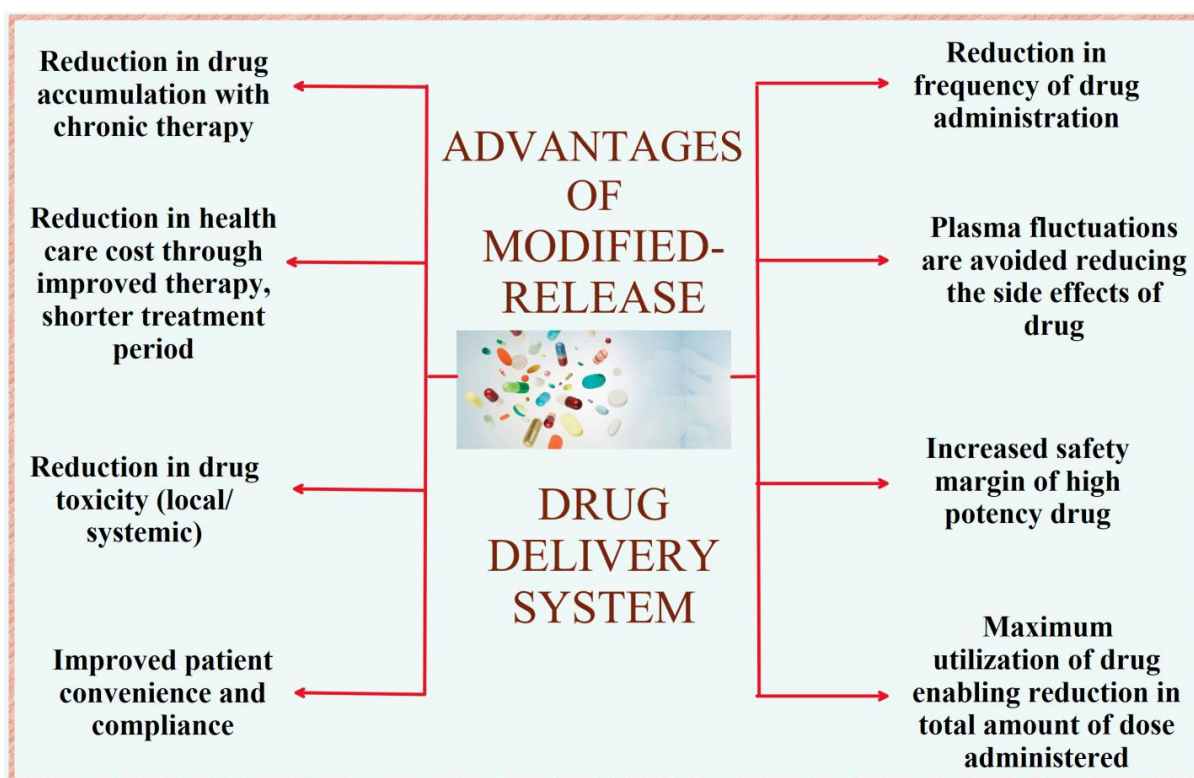 Reduction in drug
accumulation with
chronic therapy
Reduction in health
care cost through
improved therapy,
shorter treatment
period
Reduction in drug
toxicity (local/
systemic)
Improved patient
convenience and
compliance
ADVANTAGES
OF
MODIFIED-
RELEASE
DRUG
DELIVERY
SYSTEM
Reduction in
frequency of drug
administration
Plasma fluctuations
are avoided reducing
the side effects of
drug
Increased safety
margin of high
potency drug
Maximum
utilization of drug
enabling reduction in
total amount of dose
administered